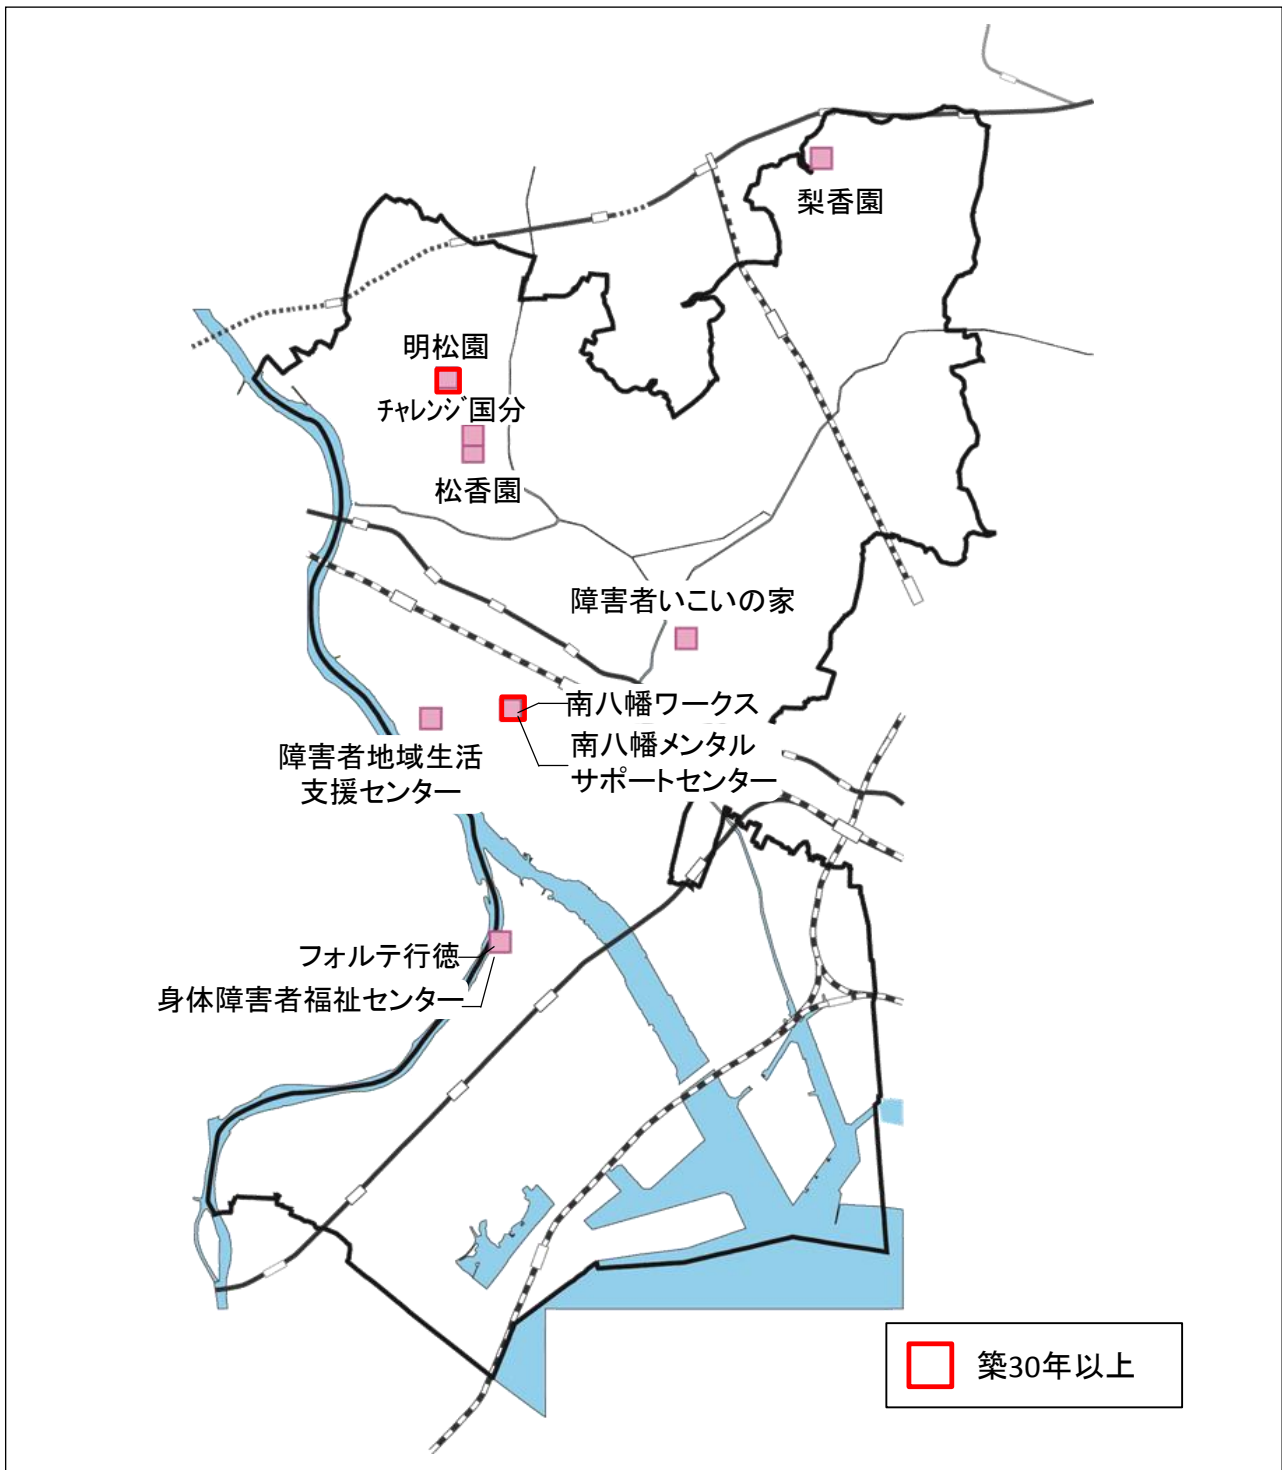 梨香園
明松園
チャレンジ国分
松香園
障害者いこいの家
南八幡ワークス
南八幡メンタル
サポートセンター
障害者地域生活
支援センター
フォルテ行徳
身体障害者福祉センター
築30年以上